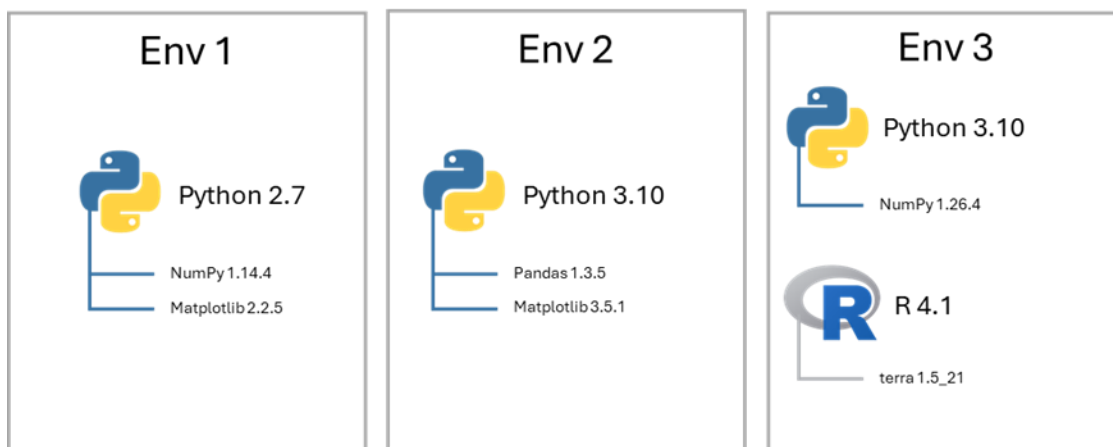 Env 1
Python 2.7
NumPy 1.14.4
Matplotlib 2.2.5
Env 2
Python 3.10
Pandas 1.3.5
Matplotlib 3.5.1
Env 3
Python 3.10
NumPy 1.26.4
R
R 4.1
terra 1.5_21